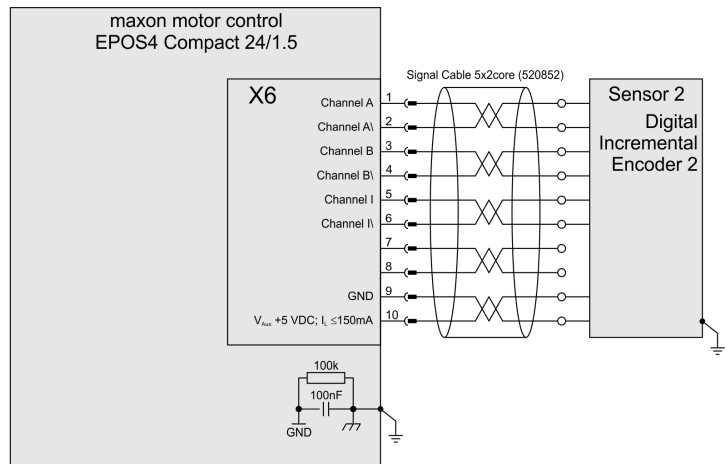 maxon motor control
EPOS4 Compact 24/1.5
Signal Cable 5x2core (520852)
X6
Sensor 2
Digital
Incremental
Encoder 2
Channel A 1
Channel A\ 2
Channel B 3
Channel B\ 4
Channel I 5
Channel I\ 6
7
8
GND 9
VAux +5 VDC; IL ≤150mA 10
100k
100nF
GND